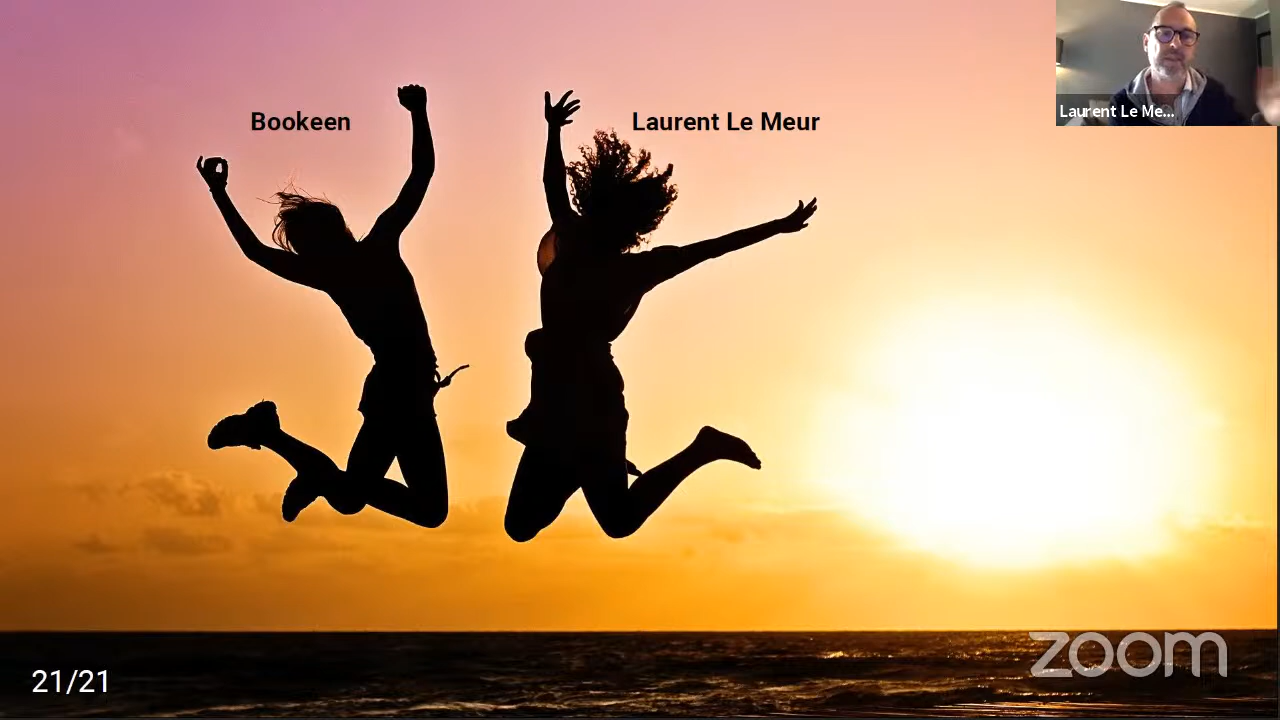 Bookeen
Laurent Le Meur
Laurent Le Me...
21/21
zoom